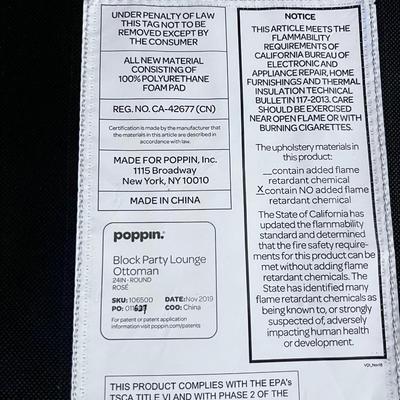 UNDER PENALTY OF LAW
THIS TAG NOT TO BE
REMOVED EXCEPT BY
THE CONSUMER
ALL NEW MATERIAL
CONSISTING OF
100% POLYURETHANE
FOAM PAD
REG. NO. CA-42677 (CN)
Certification is made by the manufacturer that
the materials in this article are described in
accordance with law.
MADE FOR POPPIN, Inc.
1115 Broadway
New York, NY 10010
MADE IN CHINA
poppin.
Block Party Lounge
Ottoman
24IN · ROUND
ROSÉ
SKU: 106500 DATE: Nov 2019
PO: 011627 COO: China
For patent or patent application
information visit poppin.com/patents
NOTICE
THIS ARTICLE MEETS THE
FLAMMABILITY
REQUIREMENTS OF
CALIFORNIA BUREAU OF
ELECTRONIC AND
APPLIANCE REPAIR, HOME
FURNISHINGS AND THERMAL
INSULATION TECHNICAL
BULLETIN 117-2013. CARE
SHOULD BE EXERCISED
NEAR OPEN FLAME OR WITH
BURNING CIGARETTES.
The upholstery materials in
this product:
__contain added flame
retardant chemical
X contain NO added flame
retardant chemical
The State of California has
updated the flammability
standard and determined
that the fire safety require-
ments for this product can be
met without adding flame
retardant chemicals. The
State has identified many
flame retardant chemicals as
being known to, or strongly
suspected of, adversely
impacting human health
or development.
V01_Nov18
THIS PRODUCT COMPLIES WITH THE EPA's
TSCA TITLE VI AND WITH PHASE 2 OF THE